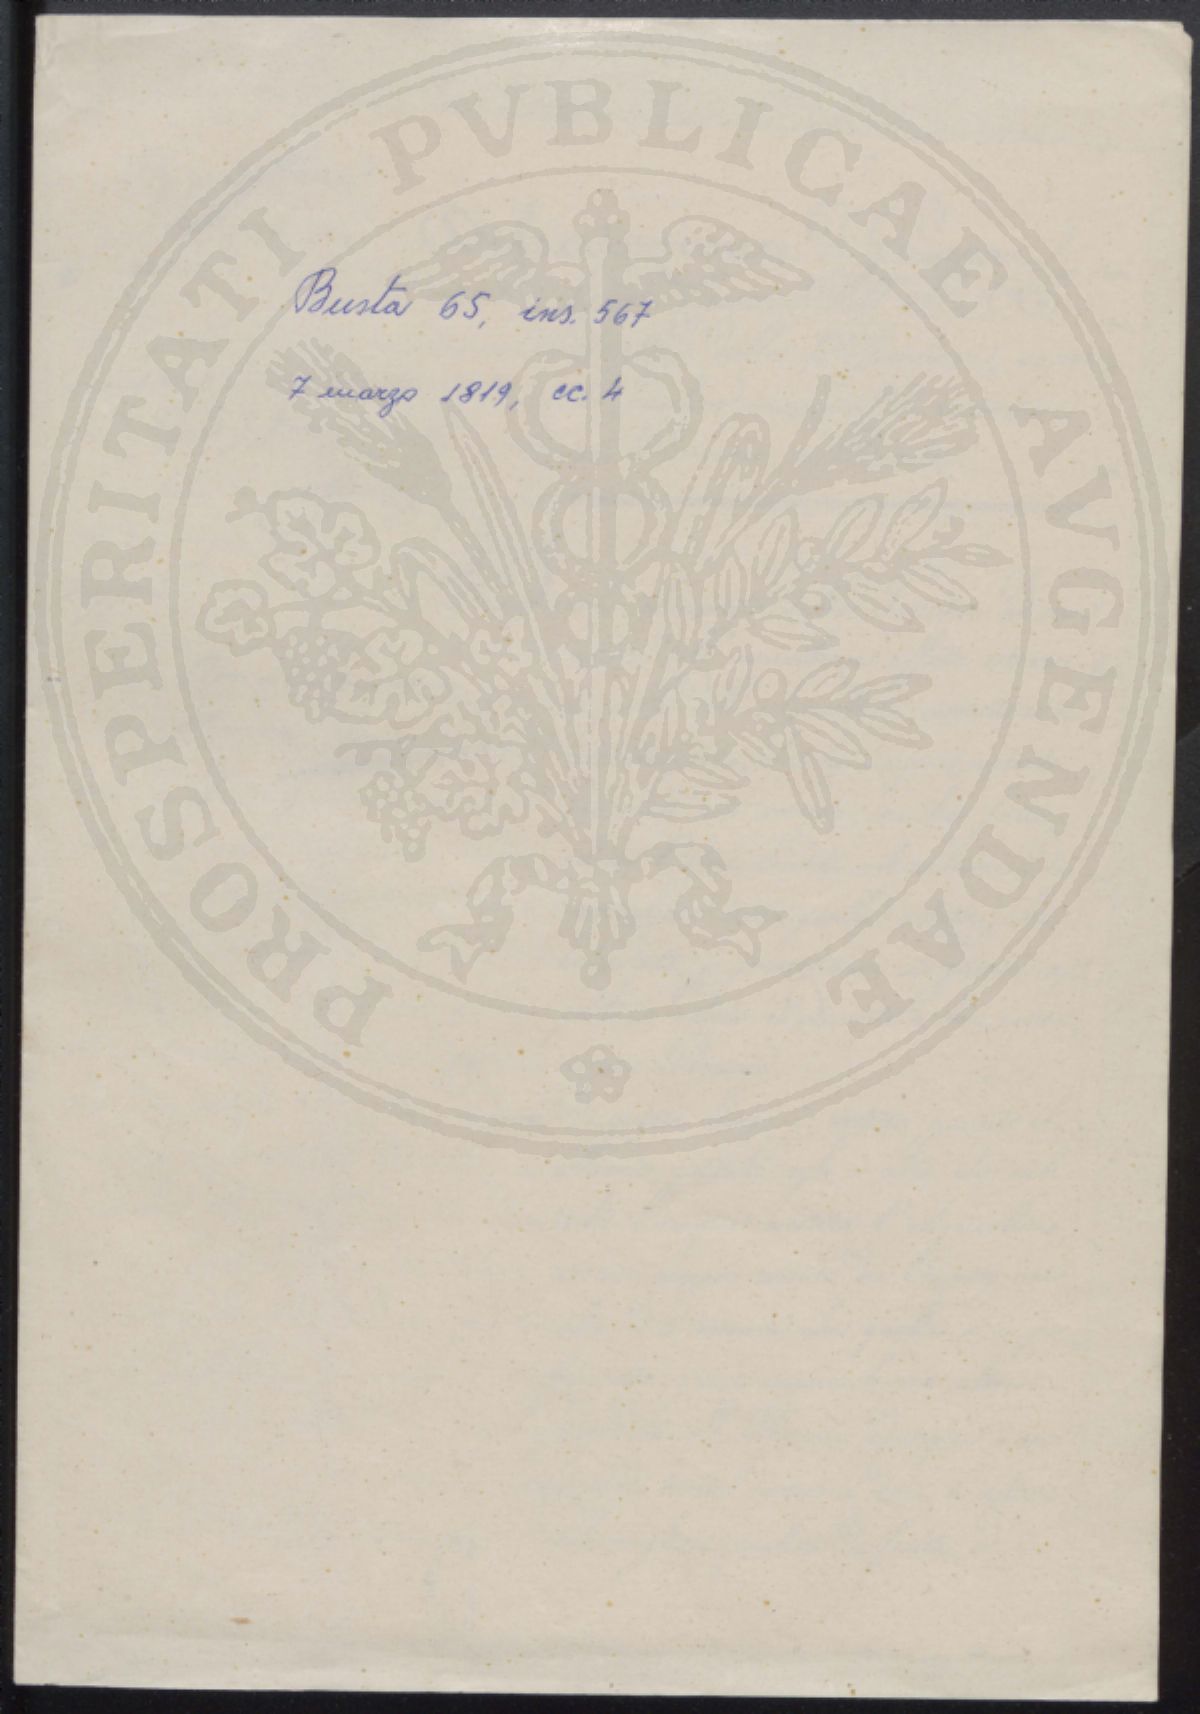 PROSPERITATI PVBLICAE AVGENDAE
Busta 65, ins. 567
7 marzo 1819, cc. 4